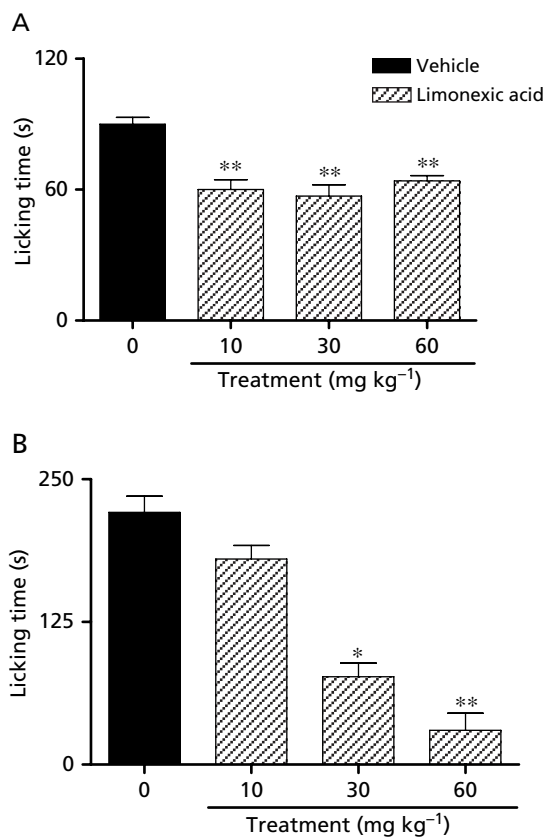 A
120
Vehicle
Limonexic acid
Licking time (s)
** ** **
60
0
0 10 30 60
Treatment (mg kg⁻¹)
B
250
Licking time (s)
125
*
**
0
0 10 30 60
Treatment (mg kg⁻¹)